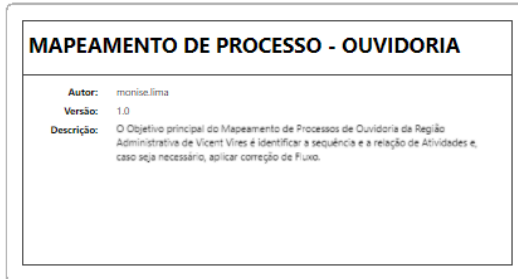 MAPEAMENTO DE PROCESSO - OUVIDORIA
Autor: monise.lima
Versão: 1.0
Descrição: O Objetivo principal do Mapeamento de Processos de Ouvidoria da Região
Administrativa de Vicent Vires é identificar a sequência e a relação de Atividades e,
caso seja necessário, aplicar correção de Fluxo.